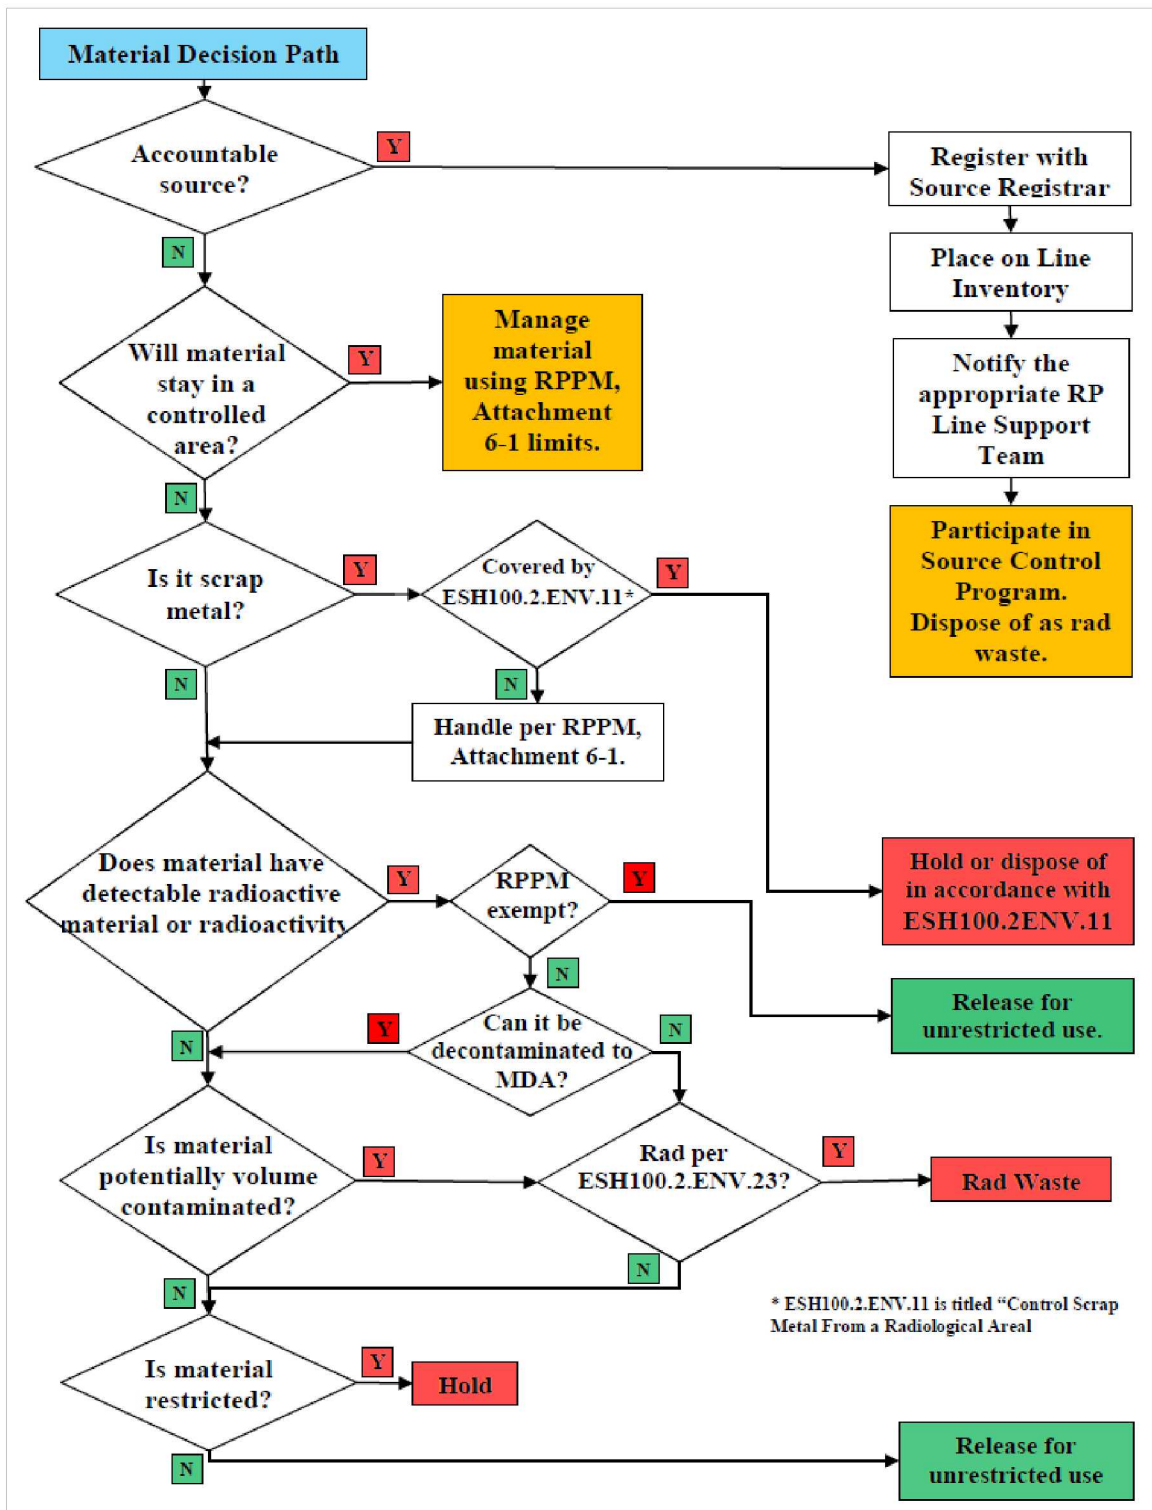 Material Decision Path
Accountable
source?
Y
N
Register with
Source Registrar
Place on Line
Inventory
Notify the
appropriate RP
Line Support
Team
Participate in
Source Control
Program.
Dispose of as rad
waste.
Will material
stay in a
controlled
area?
Y
N
Manage
material
using RPPM,
Attachment
6-1 limits.
Is it scrap
metal?
Y
N
Covered by
ESH100.2.ENV.11*
Y
N
Handle per RPPM,
Attachment 6-1.
Hold or dispose of
in accordance with
ESH100.2ENV.11
Does material have
detectable radioactive
material or radioactivity
Y
N
RPPM
exempt?
Y
N
Release for
unrestricted use.
Can it be
decontaminated to
MDA?
Y
N
Is material
potentially volume
contaminated?
Y
N
Rad per
ESH100.2.ENV.23?
Y
N
Rad Waste
* ESH100.2.ENV.11 is titled “Control Scrap
Metal From a Radiological Areal
Is material
restricted?
Y
N
Hold
Release for
unrestricted use